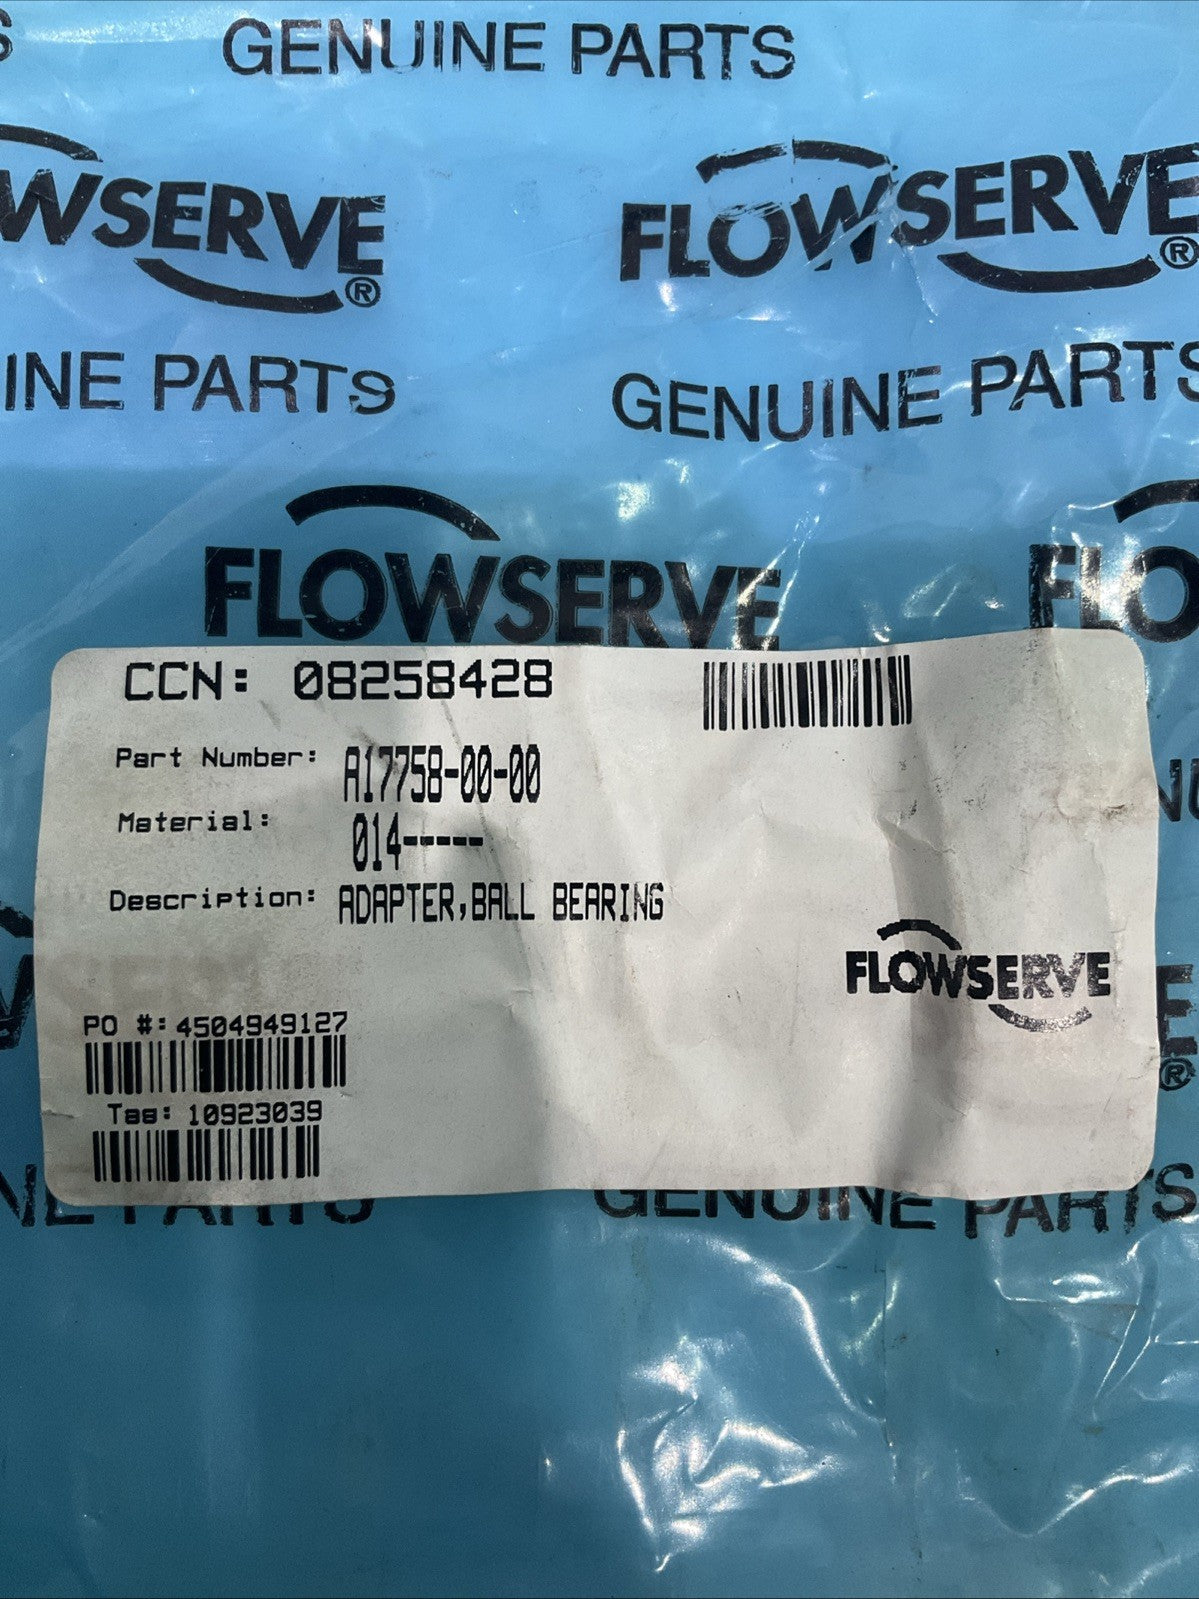 GENUINE PARTS
WSERVE®
FLOWSERVE®
INE PARTS
GENUINE PARTS
FLOWSERVE
FLO
CCN: 08258428
Part Number: A17758-00-00
Material: 014-----
Description: ADAPTER,BALL BEARING
FLOWSERVE
PO #: 4504949127
Tag: 10923039
GENUINE PARTS